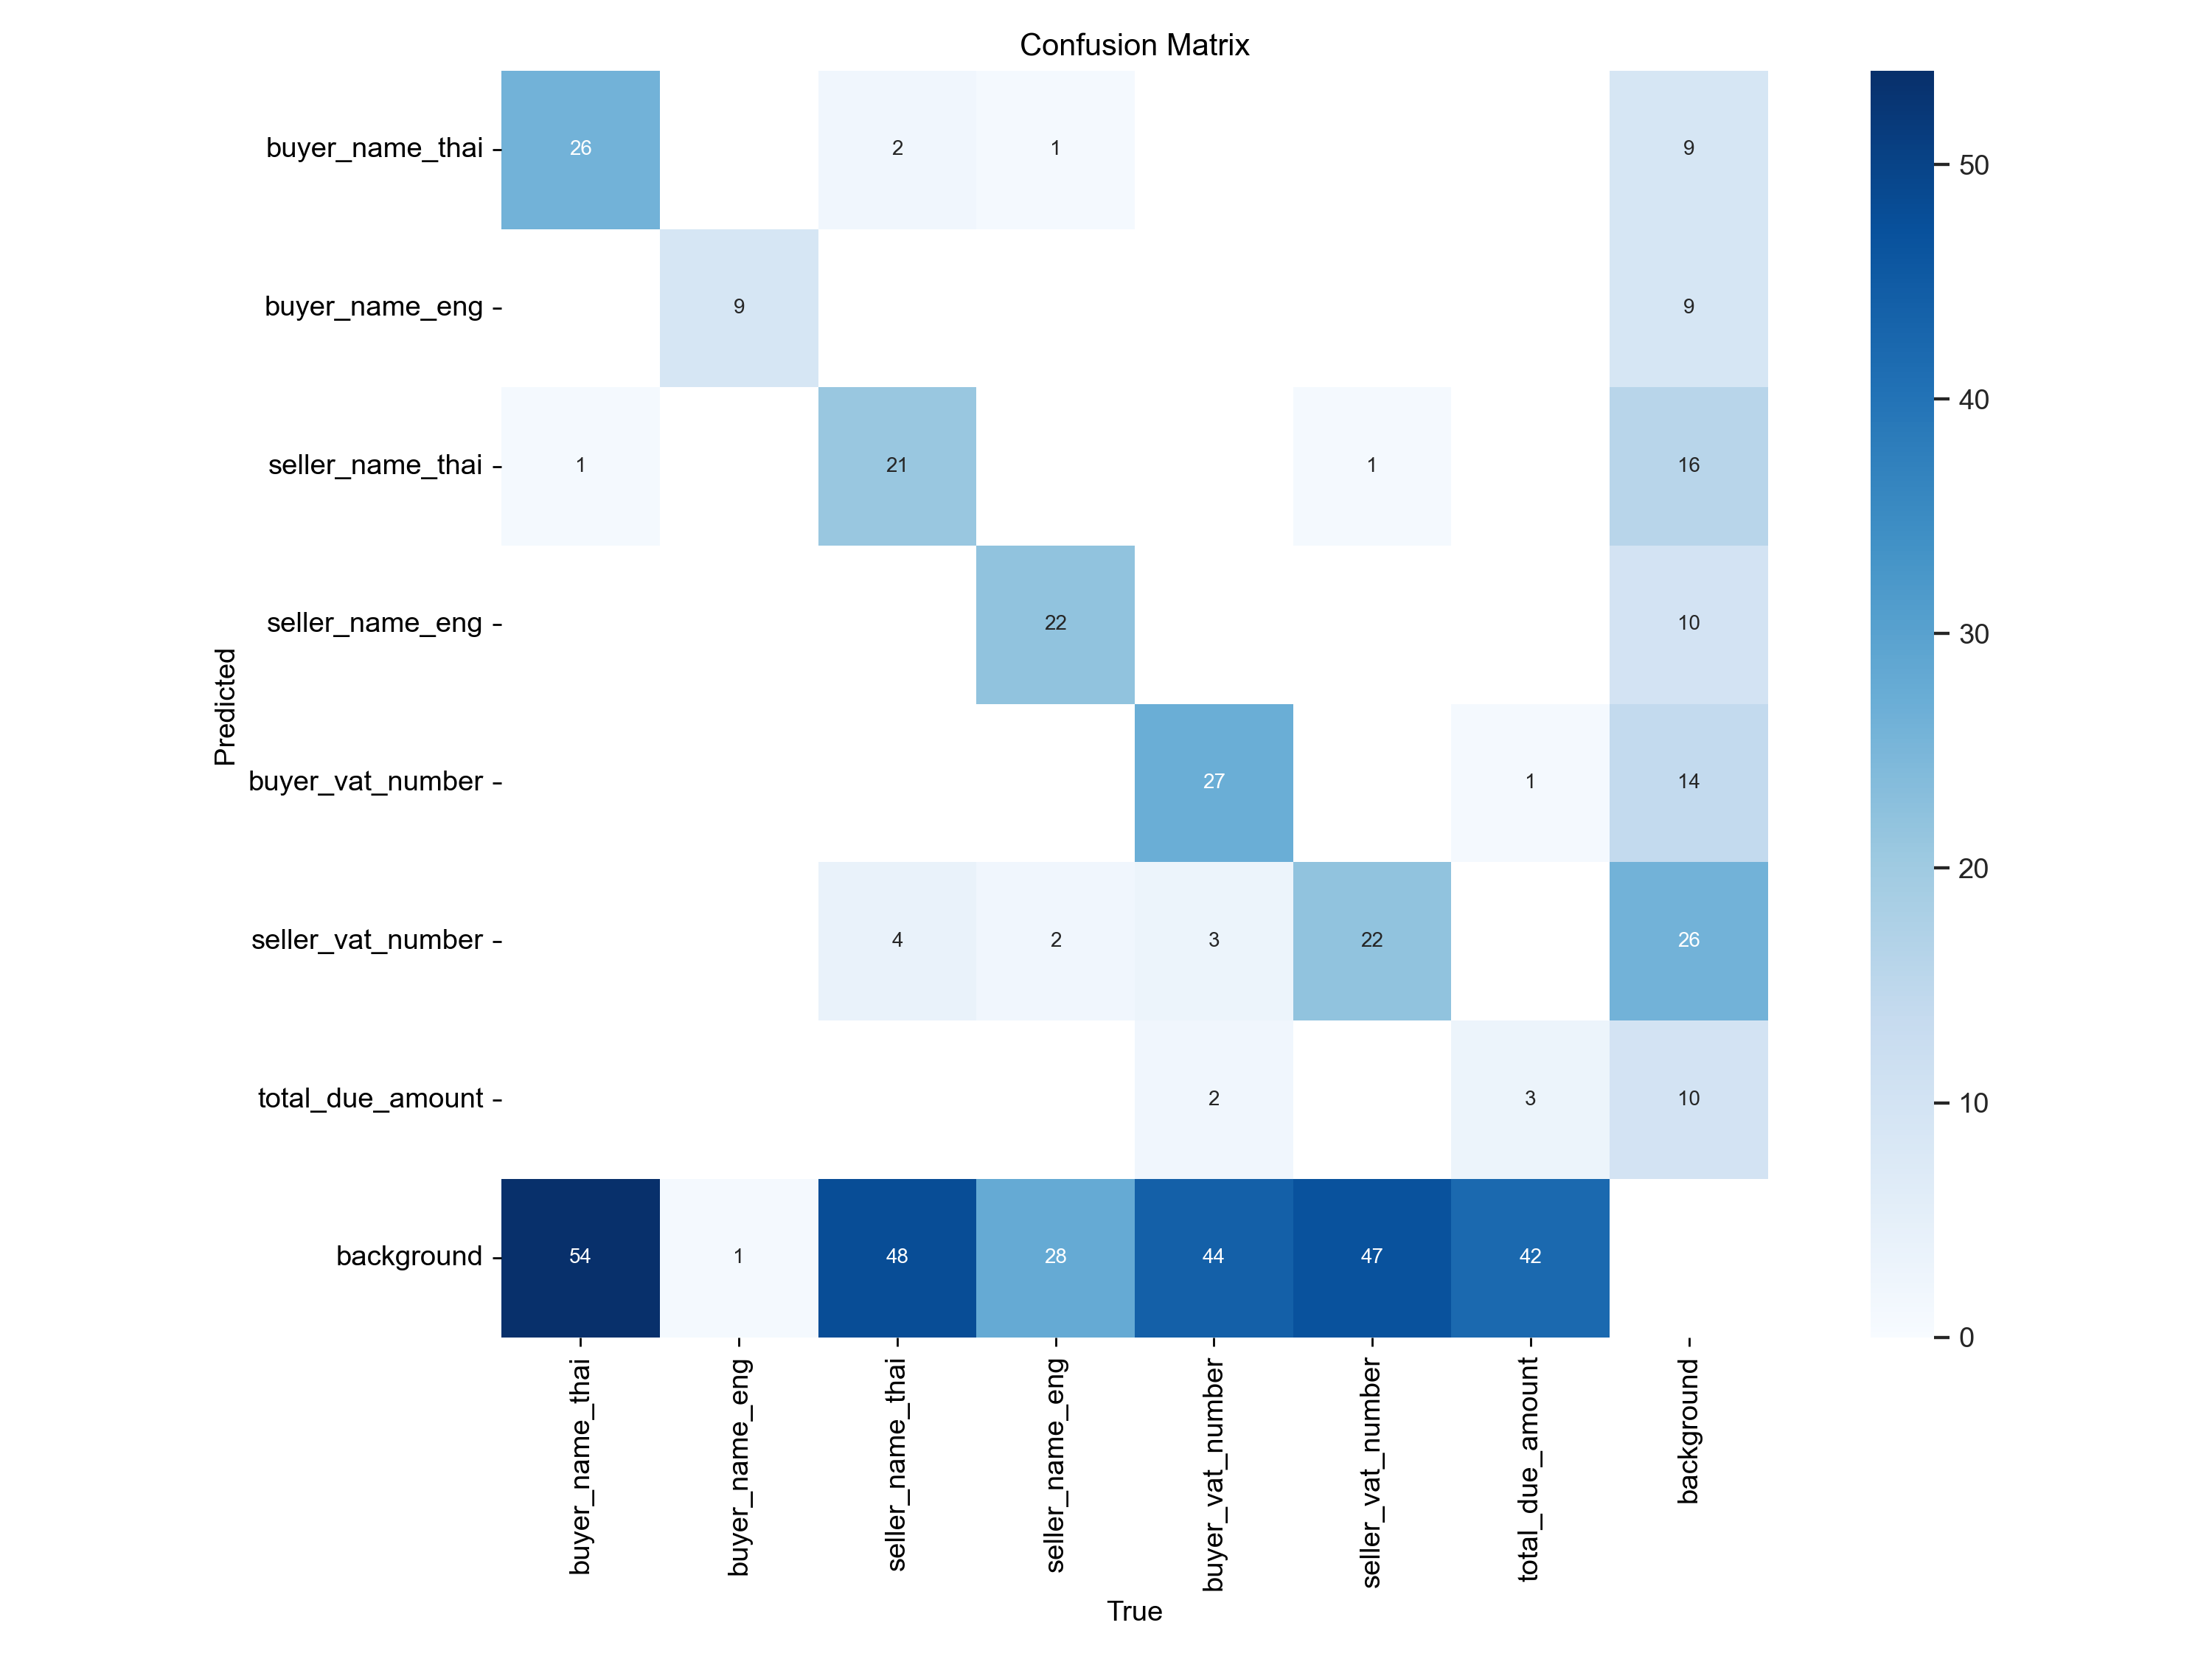 Confusion Matrix
buyer_name_thai 26 2 1 9
buyer_name_eng 9 9
seller_name_thai 1 21 1 16
seller_name_eng 22 10
buyer_vat_number 27 1 14
seller_vat_number 4 2 3 22 26
total_due_amount 2 3 10
background 54 1 48 28 44 47 42
Predicted
buyer_name_thai
buyer_name_eng
seller_name_thai
seller_name_eng
buyer_vat_number
seller_vat_number
total_due_amount
background
True
50
40
30
20
10
0